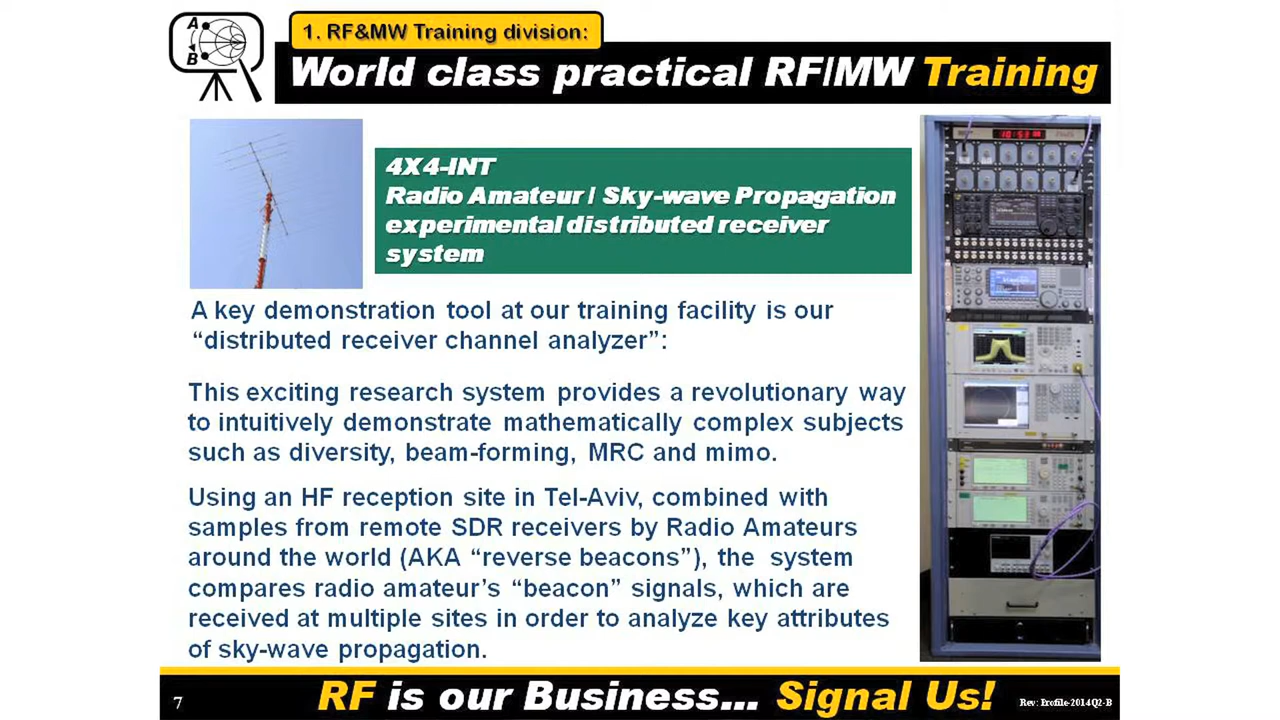 A
B
1. RF&MW Training division:
World class practical RF/MW Training
4X4-INT
Radio Amateur / Sky-wave Propagation
experimental distributed receiver
system
A key demonstration tool at our training facility is our
“distributed receiver channel analyzer”:
This exciting research system provides a revolutionary way
to intuitively demonstrate mathematically complex subjects
such as diversity, beam-forming, MRC and mimo.
Using an HF reception site in Tel-Aviv, combined with
samples from remote SDR receivers by Radio Amateurs
around the world (AKA “reverse beacons”), the system
compares radio amateur’s “beacon” signals, which are
received at multiple sites in order to analyze key attributes
of sky-wave propagation.
7
RF is our Business... Signal Us!
Rev: Erofile-2014Q2-B